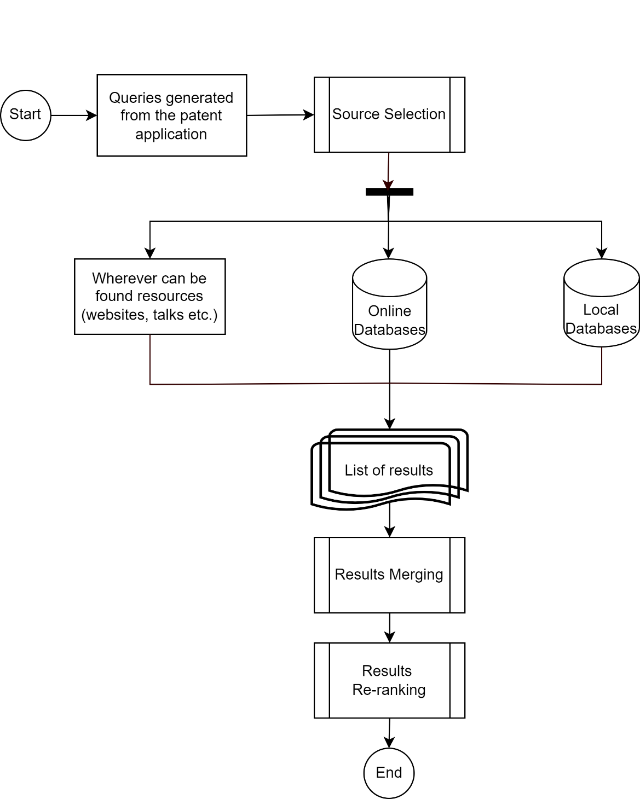 Start
Queries generated
from the patent
application
Source Selection
Wherever can be
found resources
(websites, talks etc.)
Online
Databases
Local
Databases
List of results
Results Merging
Results
Re-ranking
End